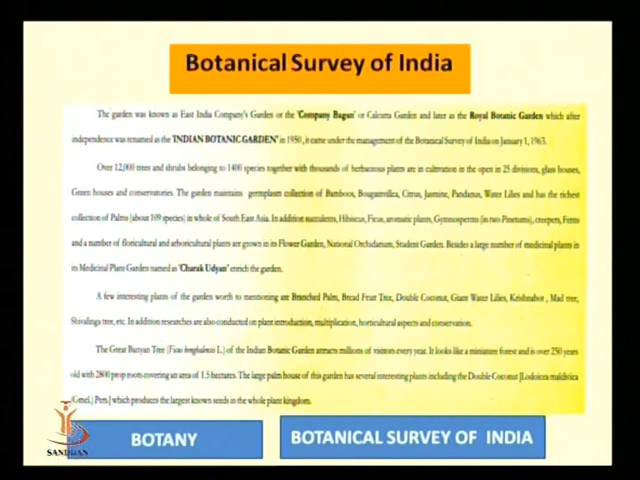 Botanical Survey of India
The garden was known as East India Company's Garden or the 'Company Bagan' or Calcutta Garden and later as the Royal Botanic Garden which after
independence was renamed as the 'INDIAN BOTANIC GARDEN' in 1950, it came under the management of the Botanical Survey of India on January 1, 1963.
Over 12,000 trees and shrubs belonging to 1400 species together with thousands of herbaceous plants are in cultivation in the open in 25 divisions, glass houses,
Green houses and conservatories. The garden maintains germplasm collection of Bamboos, Bougainvillea, Citrus, Jasmine, Pandanus, Water Lilies and has the richest
collection of Palms (about 109 species) in whole of South East Asia. In addition succulents, Hibiscus, Ficus, aromatic plants, Gymnosperms (in two Pinetums), creepers, Ferns
and a number of floricultural and arboricultural plants are grown in its Flower Garden, National Orchidarium, Student Garden. Besides a large number of medicinal plants in
its Medicinal Plant Garden named as 'Charak Udyan' enrich the garden.
A few interesting plants of the garden worth to mentioning are Branched Palm, Bread Fruit Tree, Double Coconut, Giant Water Lilies, Krishnabot, Mad tree,
Shivalinga tree, etc. In addition researches are also conducted on plant introduction, multiplication, horticultural aspects and conservation.
The Great Banyan Tree (Ficus benghalensis L.) of the Indian Botanic Garden attracts millions of visitors every year. It looks like a miniature forest and is over 250 years
old with 2800 prop roots covering an area of 1.5 hectares. The large palm house of this garden has several interesting plants including the Double Coconut [Lodoicea maldivica
(Gmel.) Pers.] which produces the largest known seeds in the whole plant kingdom.
SANDHAN
BOTANY
BOTANICAL SURVEY OF INDIA